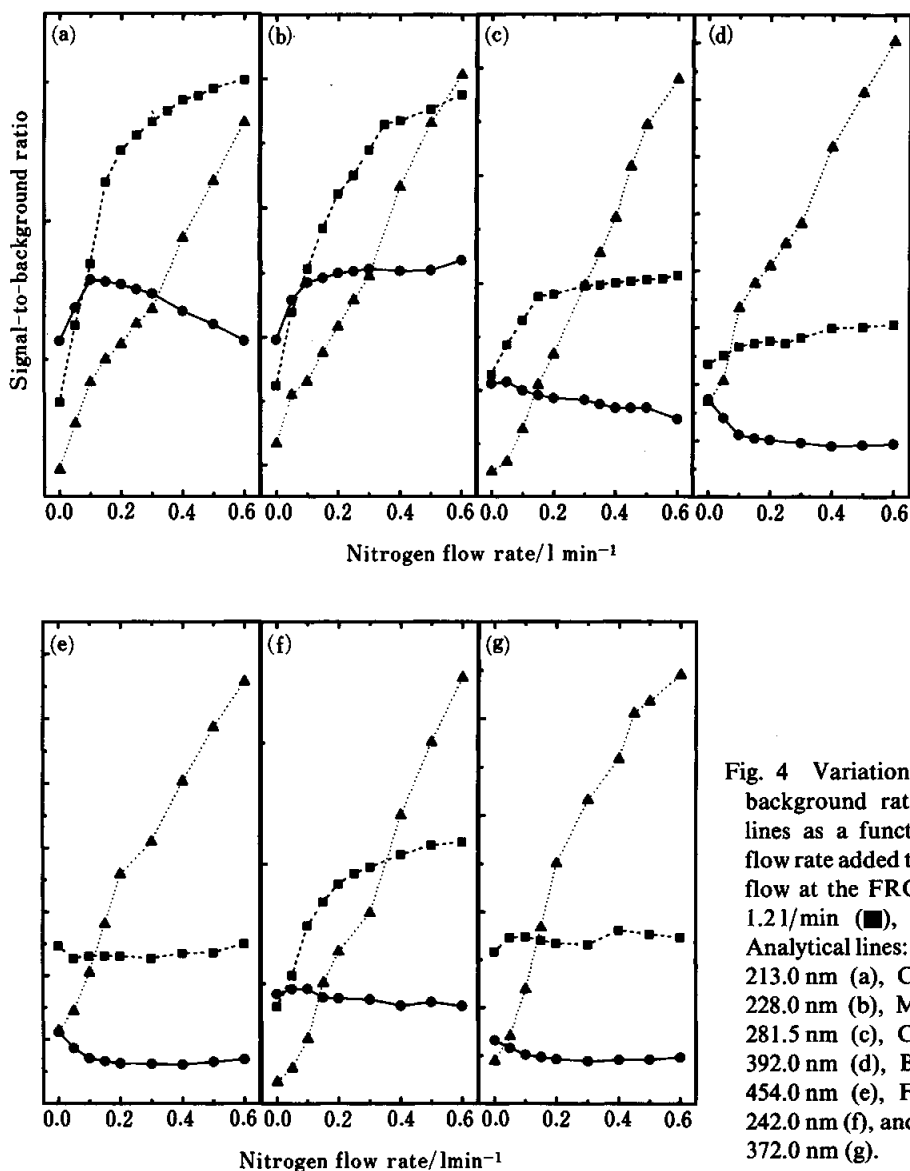 (a) (b) (c) (d)
Signal-to-background ratio
0.0 0.2 0.4 0.6 0.0 0.2 0.4 0.6 0.0 0.2 0.4 0.6 0.0 0.2 0.4 0.6
Nitrogen flow rate/l min⁻¹
(e) (f) (g)
0.0 0.2 0.4 0.6 0.0 0.2 0.4 0.6 0.0 0.2 0.4 0.6
Nitrogen flow rate/lmin⁻¹
Fig. 4 Variation
background rat
lines as a funct
flow rate added t
flow at the FRC
1.2 l/min (■),
Analytical lines:
213.0 nm (a), C
228.0 nm (b), M
281.5 nm (c), C
392.0 nm (d), B
454.0 nm (e), F
242.0 nm (f), and
372.0 nm (g).